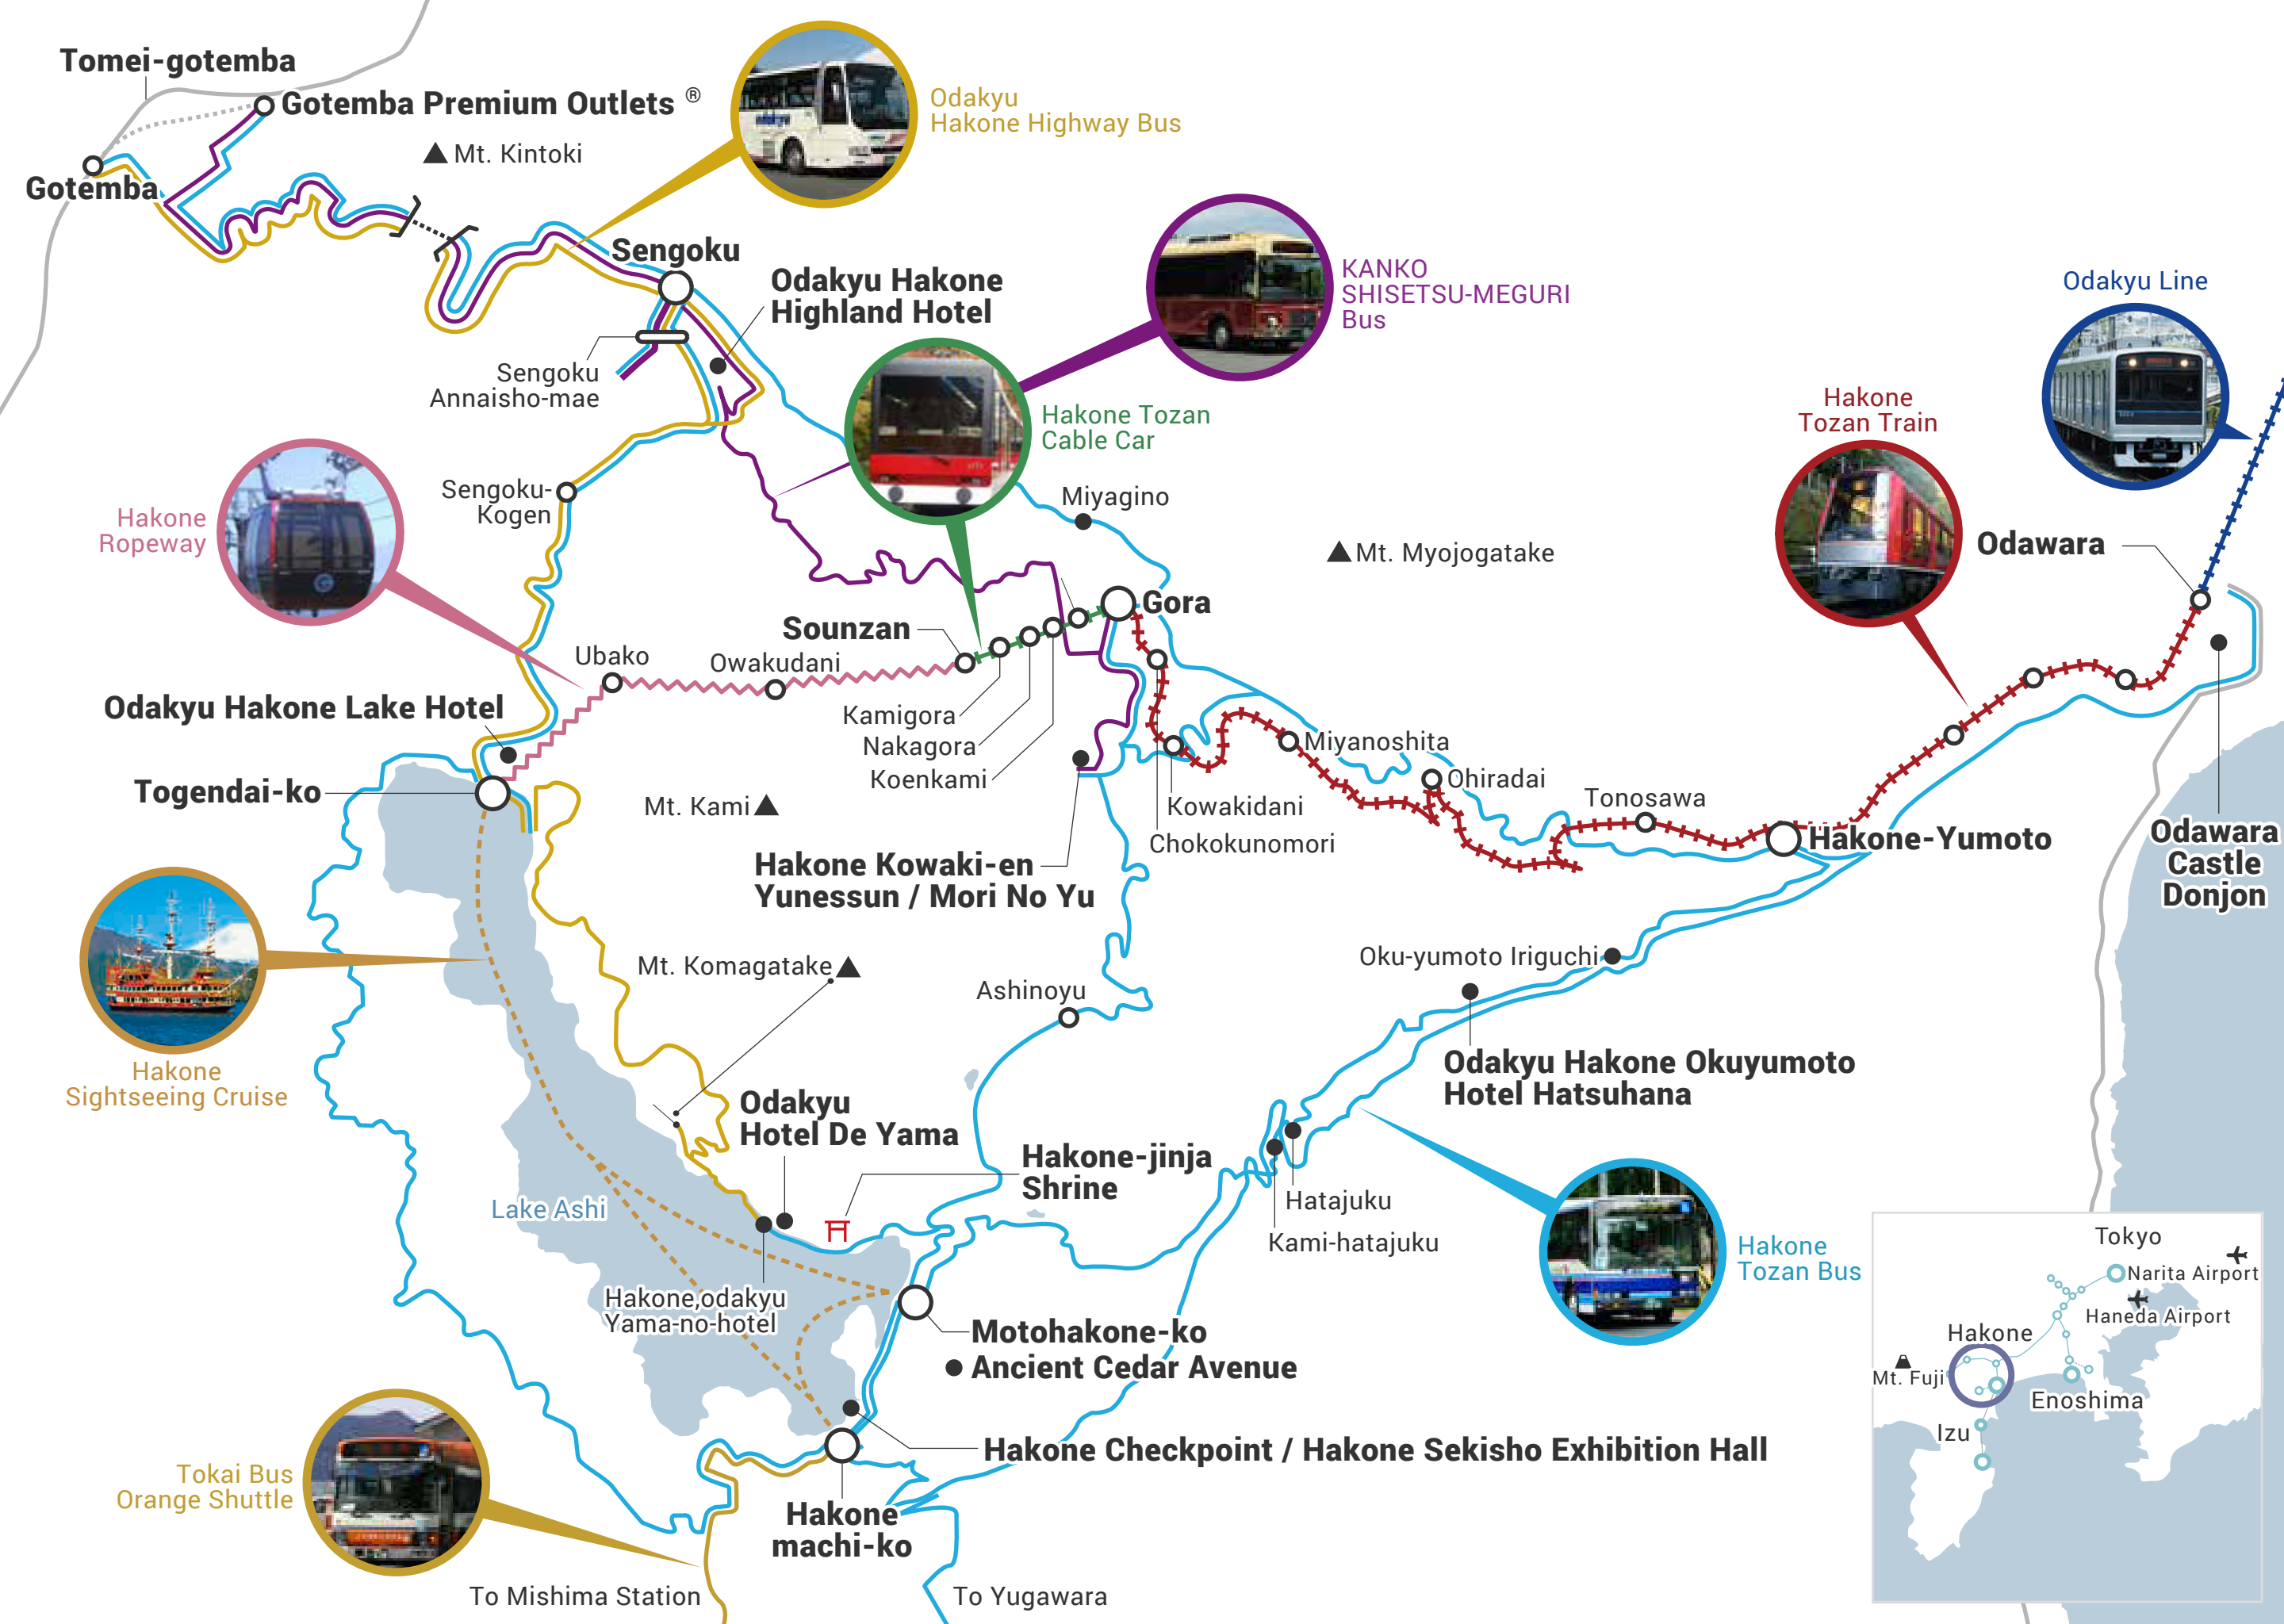 Tomei-gotemba
Gotemba Premium Outlets ®
Mt. Kintoki
Gotemba
Odakyu
Hakone Highway Bus
Sengoku
Odakyu Hakone
Highland Hotel
KANKO
SHISETSU-MEGURI
Bus
Odakyu Line
Sengoku
Annaisho-mae
Hakone Tozan
Cable Car
Hakone
Tozan Train
Sengoku-
Kogen
Miyagino
Hakone
Ropeway
Mt. Myojogatake
Odawara
Gora
Sounzan
Ubako
Owakudani
Odakyu Hakone Lake Hotel
Kamigora
Nakagora
Koenkami
Miyanoshita
Ohiradai
Togendai-ko
Mt. Kami
Kowakidani
Chokokunomori
Tonosawa
Hakone-Yumoto
Odawara
Castle
Donjon
Hakone Kowaki-en
Yunessun / Mori No Yu
Oku-yumoto Iriguchi
Mt. Komagatake
Ashinoyu
Hakone
Sightseeing Cruise
Odakyu Hakone Okuyumoto
Hotel Hatsuhana
Odakyu
Hotel De Yama
Hakone-jinja
Shrine
Lake Ashi
Hatajuku
Kami-hatajuku
Hakone
Tozan Bus
Hakone,odakyu
Yama-no-hotel
Motohakone-ko
Ancient Cedar Avenue
Hakone Checkpoint / Hakone Sekisho Exhibition Hall
Tokai Bus
Orange Shuttle
Hakone
machi-ko
To Mishima Station
To Yugawara
Tokyo
Narita Airport
Haneda Airport
Hakone
Mt. Fuji
Enoshima
Izu